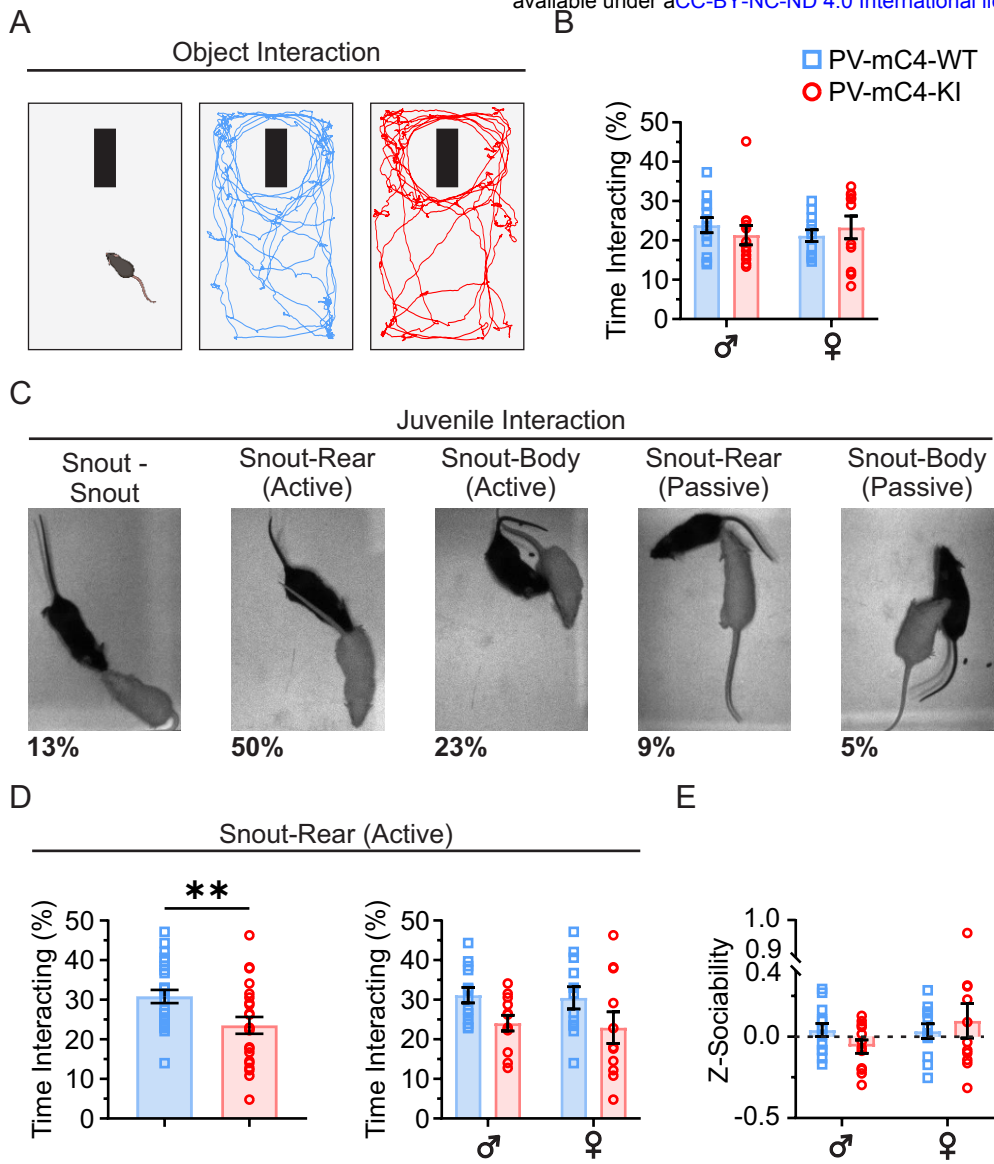 available under aCC-BY-NC-ND 4.0 International lic
A
Object Interaction
B
PV-mC4-WT
PV-mC4-KI
Time Interacting (%)
50
40
30
20
10
0
♂ ♀
C
Juvenile Interaction
Snout -
Snout
Snout-Rear
(Active)
Snout-Body
(Active)
Snout-Rear
(Passive)
Snout-Body
(Passive)
13%
50%
23%
9%
5%
D
Snout-Rear (Active)
**
Time Interacting (%)
50
40
30
20
10
0
Time Interacting (%)
50
40
30
20
10
0
♂ ♀
E
Z-Sociability
1.0
0.9
0.4
0.0
-0.5
♂ ♀